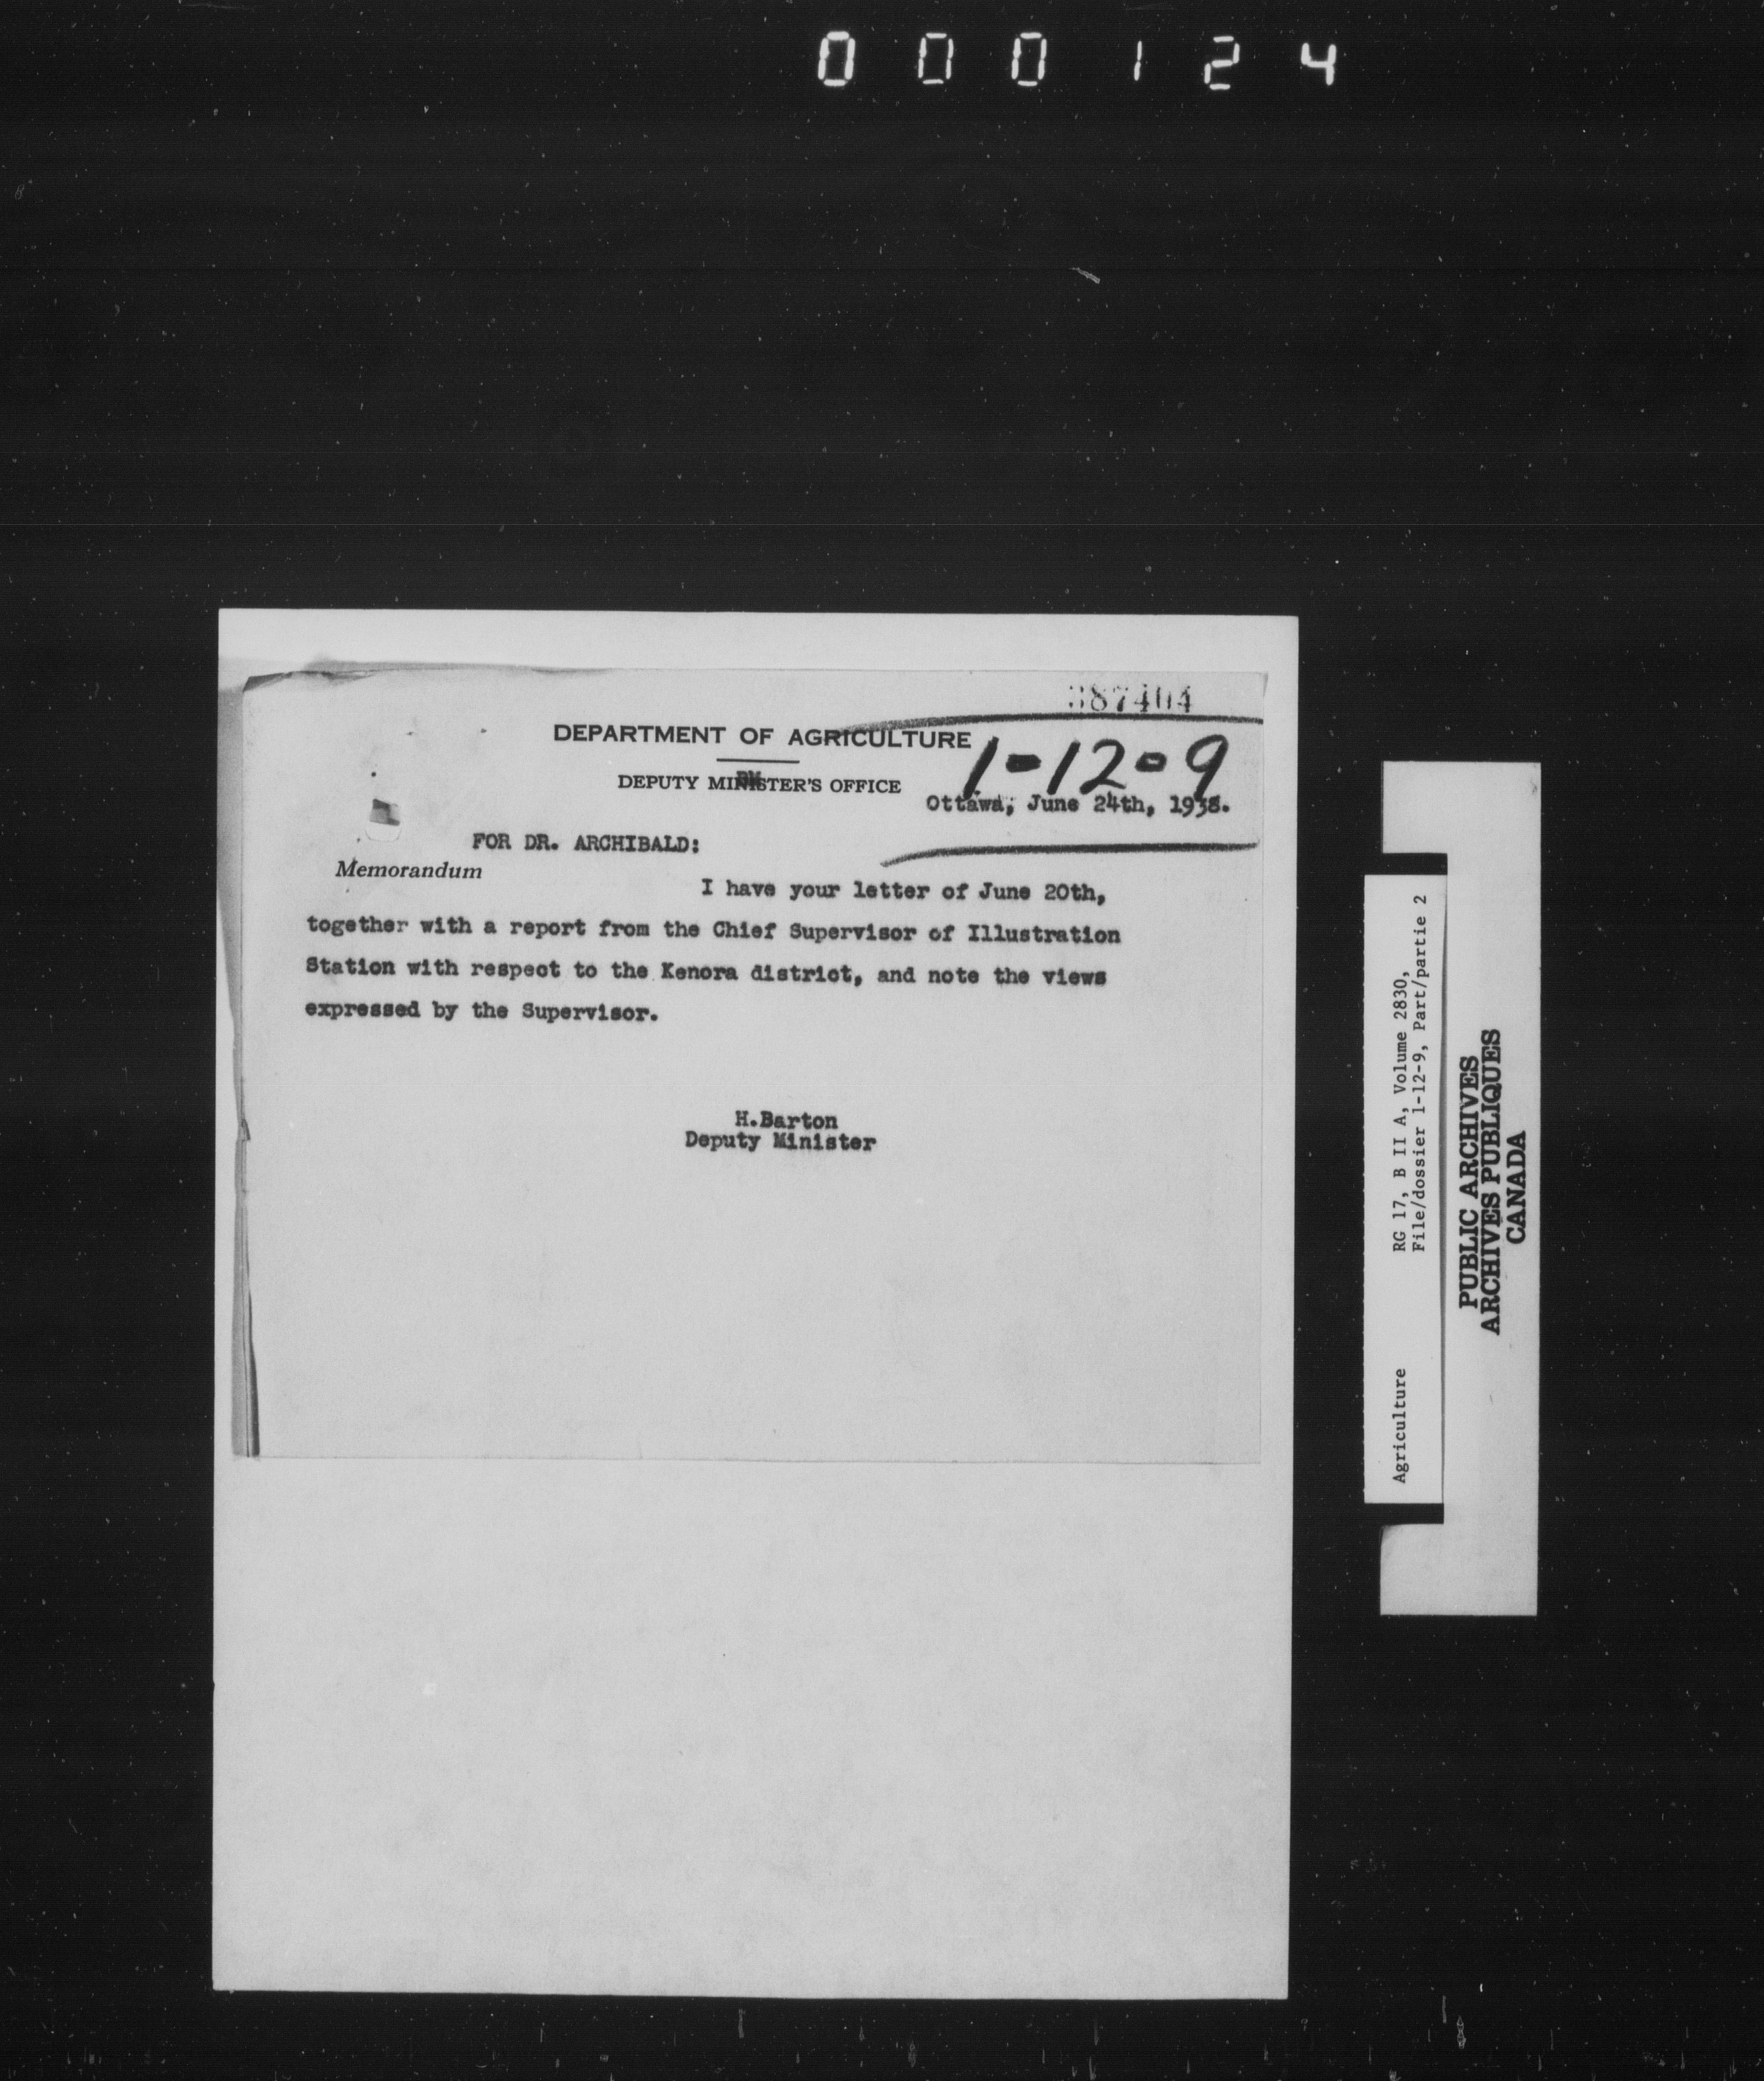 000124
387404
DEPARTMENT OF AGRICULTURE
1-12-9
DEPUTY MINISTER'S OFFICE
Ottawa, June 24th, 1938.
FOR DR. ARCHIBALD:
Memorandum
I have your letter of June 20th,
together with a report from the Chief Supervisor of Illustration
Station with respect to the Kenora district, and note the views
expressed by the Supervisor.
H.Barton
Deputy Minister
Agriculture RG 17, B II A, Volume 2830,
File/dossier 1-12-9, Part/partie 2
PUBLIC ARCHIVES
ARCHIVES PUBLIQUES
CANADA